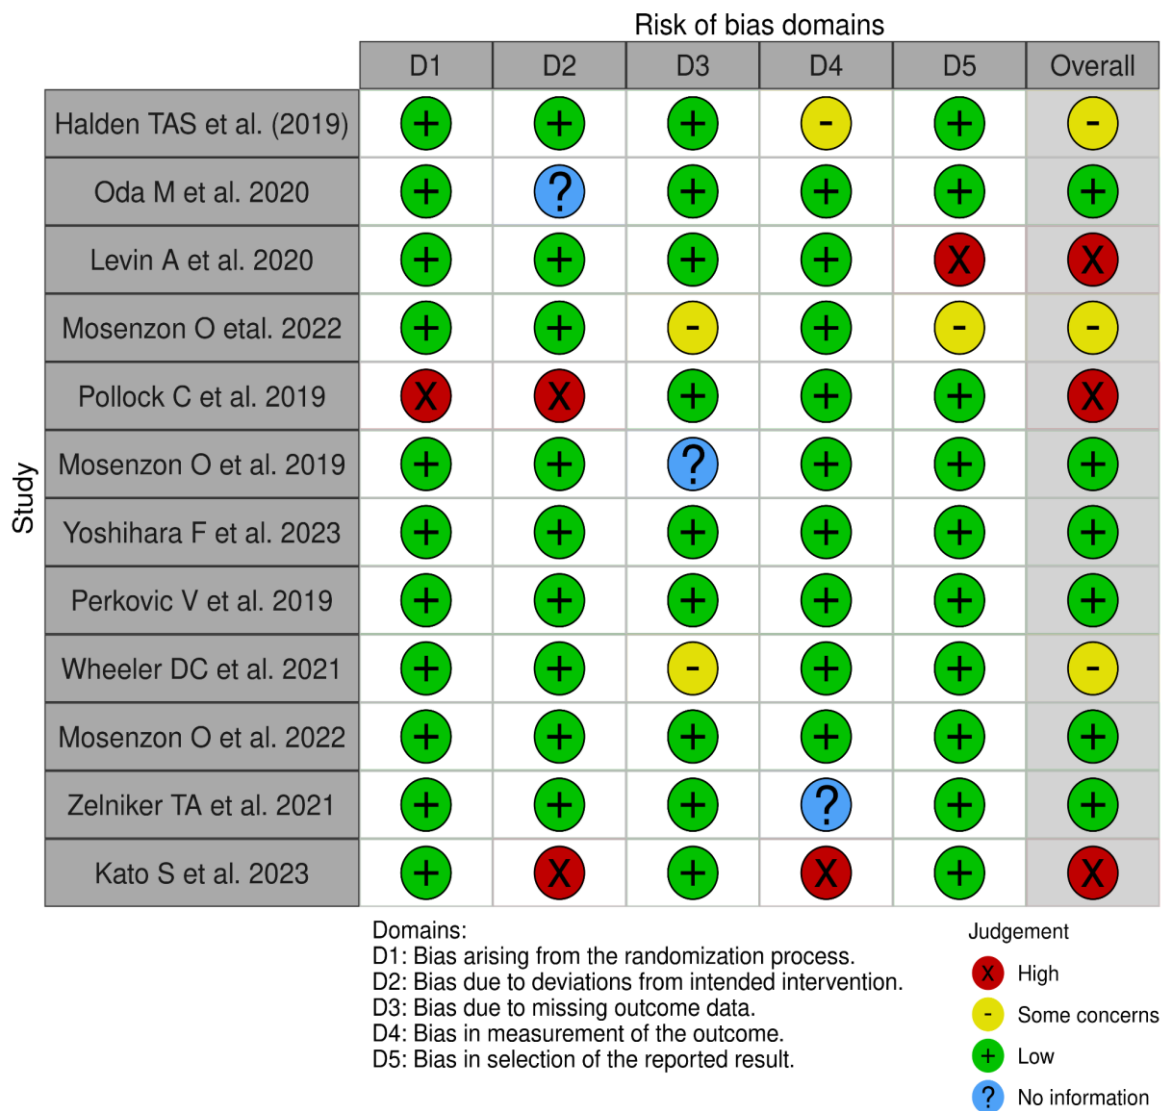 Risk of bias domains
D1 D2 D3 D4 D5 Overall
Study
Halden TAS et al. (2019) + + + - + -
Oda M et al. 2020 + ? + + + +
Levin A et al. 2020 + + + + X X
Mosenzon O etal. 2022 + + - + - -
Pollock C et al. 2019 X X + + + X
Mosenzon O et al. 2019 + + ? + + +
Yoshihara F et al. 2023 + + + + + +
Perkovic V et al. 2019 + + + + + +
Wheeler DC et al. 2021 + + - + + -
Mosenzon O et al. 2022 + + + + + +
Zelniker TA et al. 2021 + + + ? + +
Kato S et al. 2023 + X + X + X
Domains:
D1: Bias arising from the randomization process.
D2: Bias due to deviations from intended intervention.
D3: Bias due to missing outcome data.
D4: Bias in measurement of the outcome.
D5: Bias in selection of the reported result.
Judgement
X High
- Some concerns
+ Low
? No information